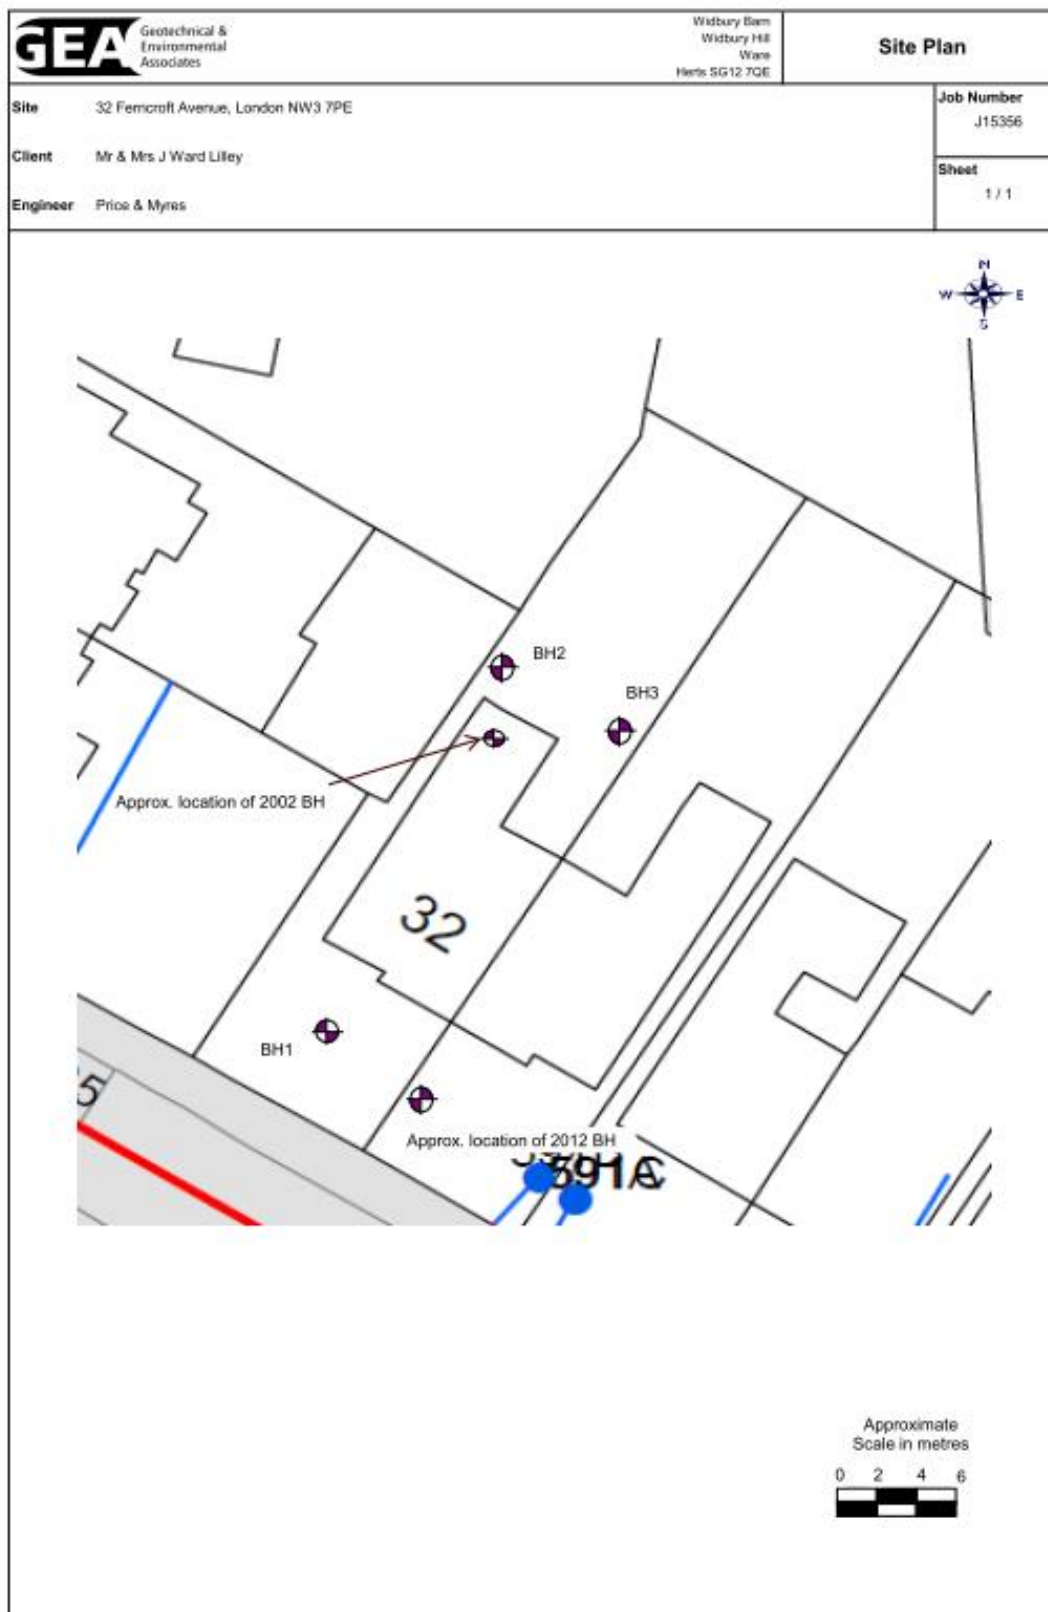 GEA
Geotechnical &
Environmental
Associates
Widbury Barn
Widbury Hill
Ware
Herts SG12 7QE
Site Plan
Site 32 Ferncroft Avenue, London NW3 7PE
Job Number
J15356
Client Mr & Mrs J Ward Lilley
Sheet
1 / 1
Engineer Price & Myres
N
W E
S
BH2
BH3
Approx. location of 2002 BH
32
BH1
5
Approx. location of 2012 BH
591A
Approximate
Scale in metres
0 2 4 6